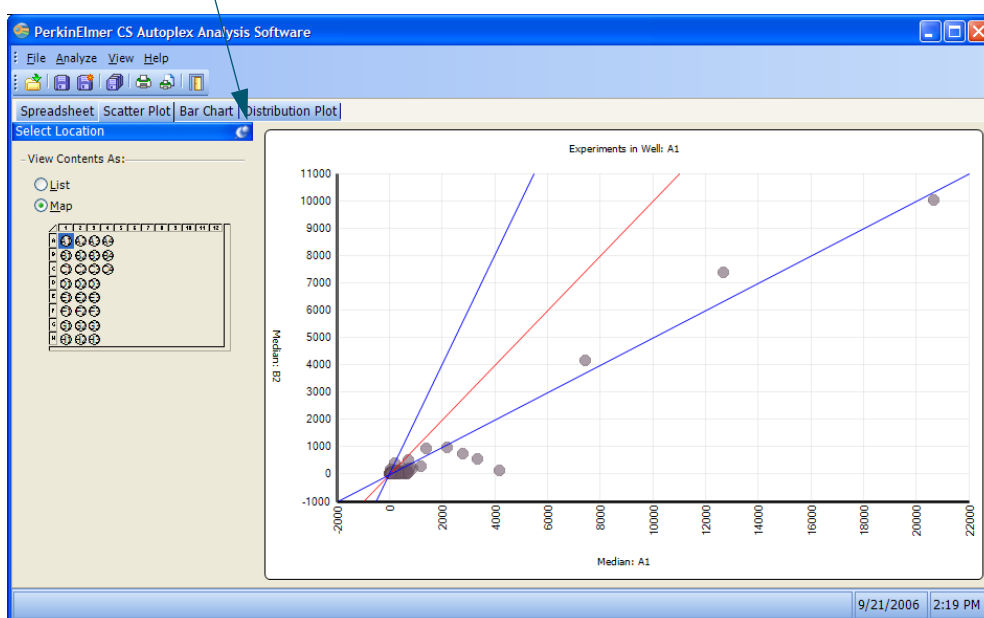 PerkinElmer CS Autoplex Analysis Software
File Analyze View Help
Spreadsheet Scatter Plot Bar Chart Distribution Plot
Select Location
View Contents As:
List
Map
1 2 3 4 5 6 7 8 9 10 11 12
A
B
C
D
E
F
G
H
Experiments in Well: A1
11000
10000
9000
8000
7000
6000
5000
4000
3000
2000
1000
0
-1000
Median: B2
-2000 0 2000 4000 6000 8000 10000 12000 14000 16000 18000 20000 22000
Median: A1
9/21/2006 2:19 PM